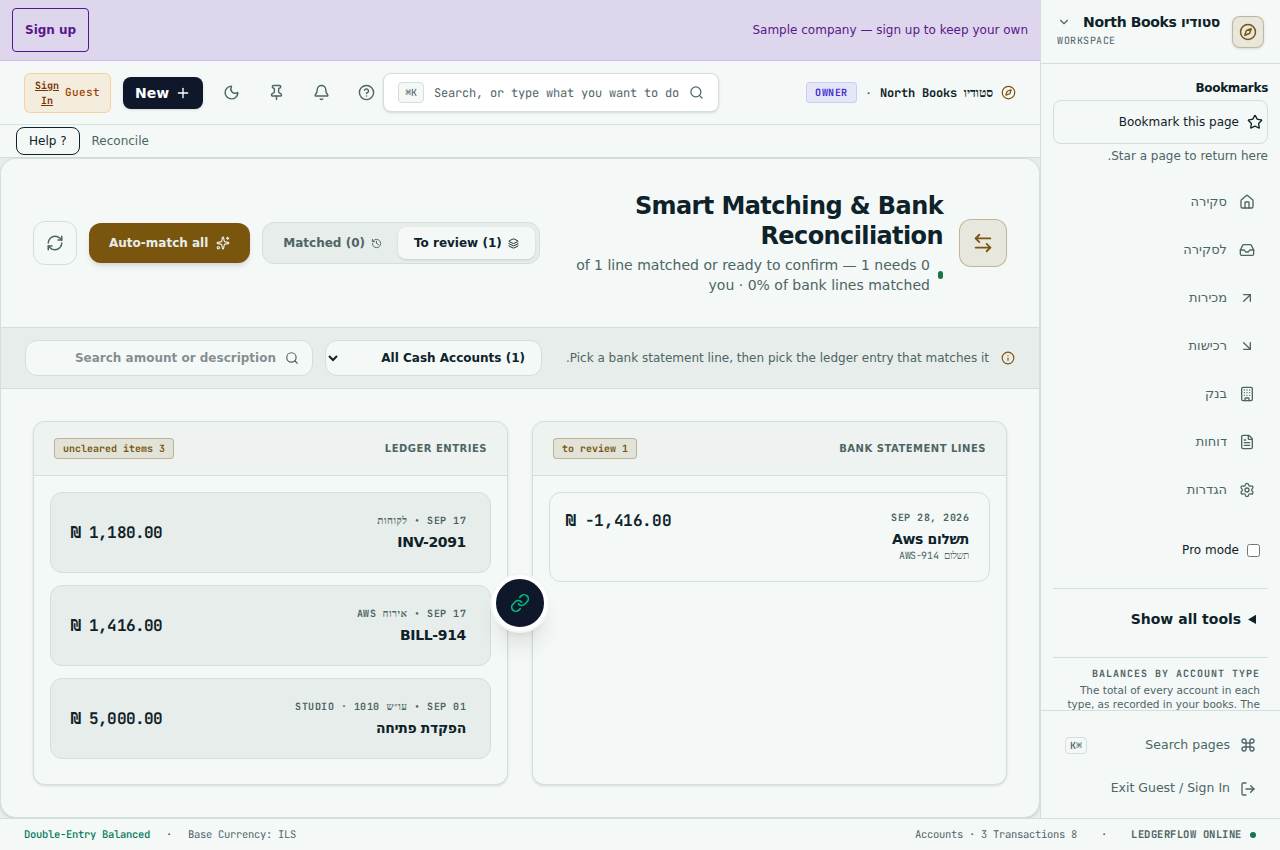 Sample company — sign up to keep your own
Sign up
North Books סטודיו
WORKSPACE
North Books סטודיו · OWNER
Search, or type what you want to do
⌘K
New
Guest
Sign In
Reconcile
Help ?
Bookmarks
Bookmark this page
.Star a page to return here
סקירה
לסקירה
מכירות
רכישות
בנק
דוחות
הגדרות
Pro mode
Show all tools
BALANCES BY ACCOUNT TYPE
The total of every account in each
type, as recorded in your books. The
Search pages
K⌘
Exit Guest / Sign In
Smart Matching & Bank
Reconciliation
of 1 line matched or ready to confirm — 1 needs 0
you · 0% of bank lines matched
To review (1)
Matched (0)
Auto-match all
.Pick a bank statement line, then pick the ledger entry that matches it
All Cash Accounts (1)
Search amount or description
BANK STATEMENT LINES
to review 1
SEP 28, 2026
תשלום Aws
תשלום AWS-914
₪ -1,416.00
LEDGER ENTRIES
uncleared items 3
SEP 17 • לקוחות
INV-2091
₪ 1,180.00
SEP 17 • אירוח AWS
BILL-914
₪ 1,416.00
SEP 01 • עו״ש 1010 · STUDIO
הפקדת פתיחה
₪ 5,000.00
LEDGERFLOW ONLINE
·
Accounts · 3 Transactions 8
Base Currency: ILS
·
Double-Entry Balanced